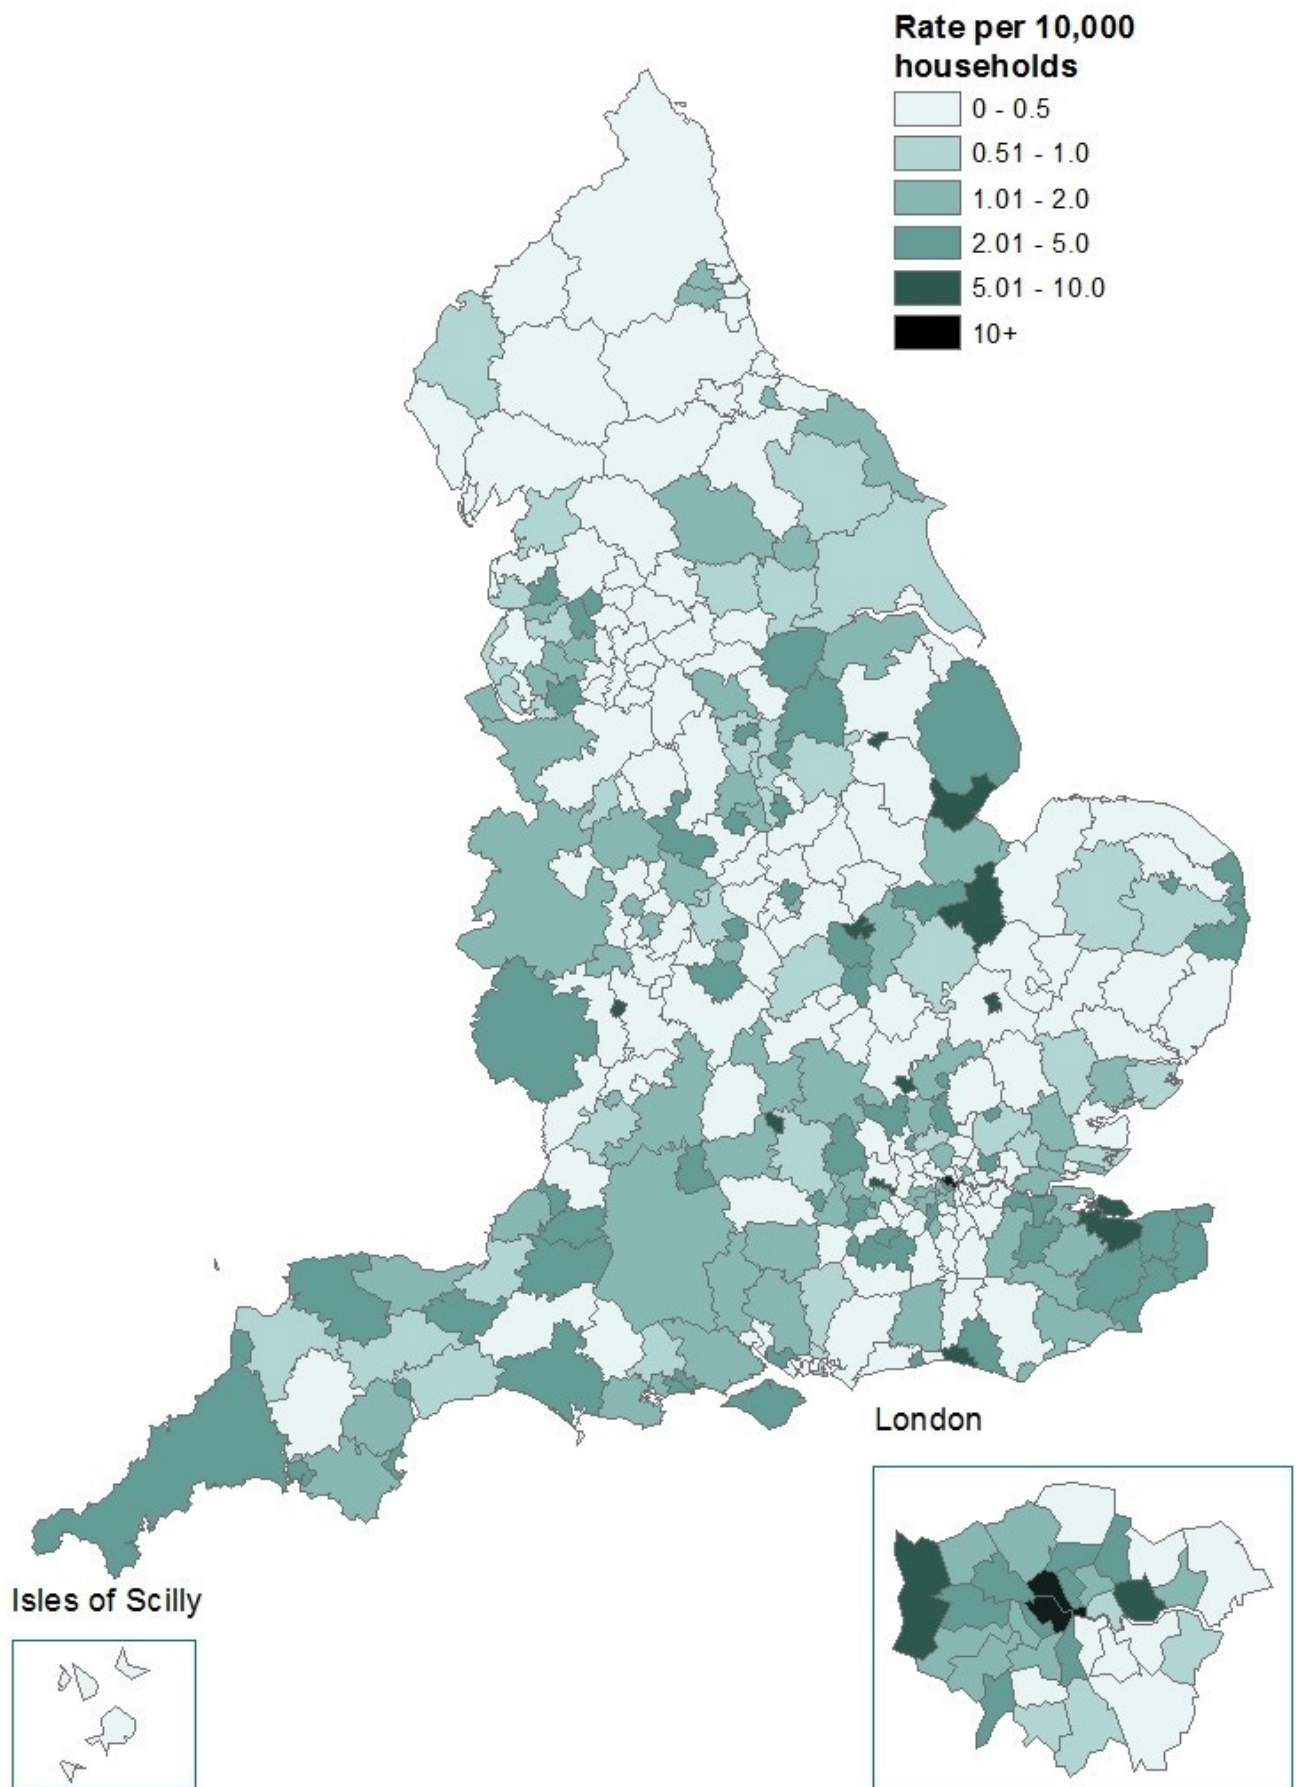 Rate per 10,000
households
0 - 0.5
0.51 - 1.0
1.01 - 2.0
2.01 - 5.0
5.01 - 10.0
10+
London
Isles of Scilly